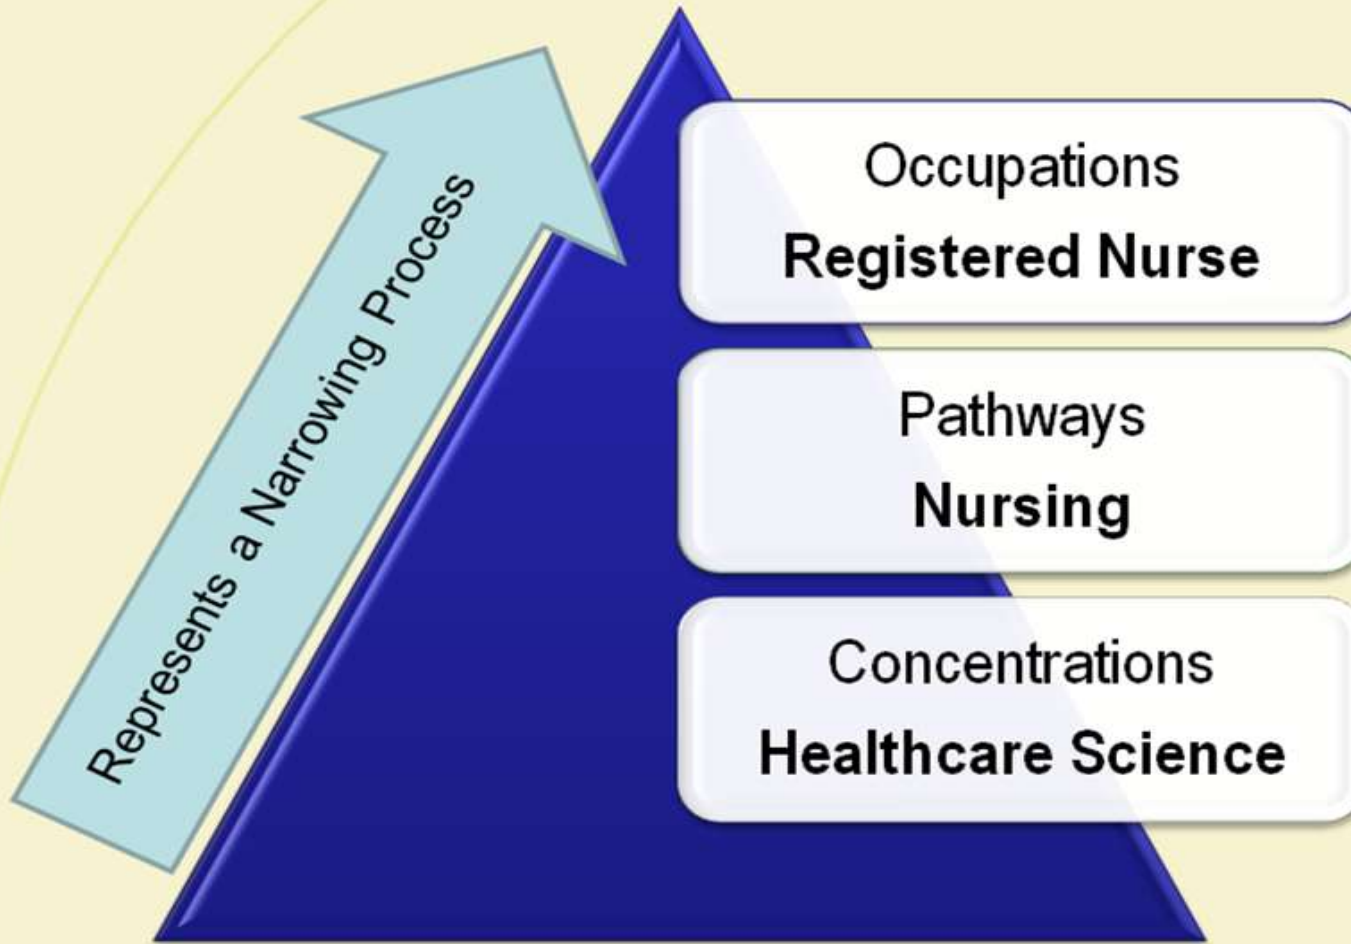 Represents a Narrowing Process
Occupations
Registered Nurse
Pathways
Nursing
Concentrations
Healthcare Science